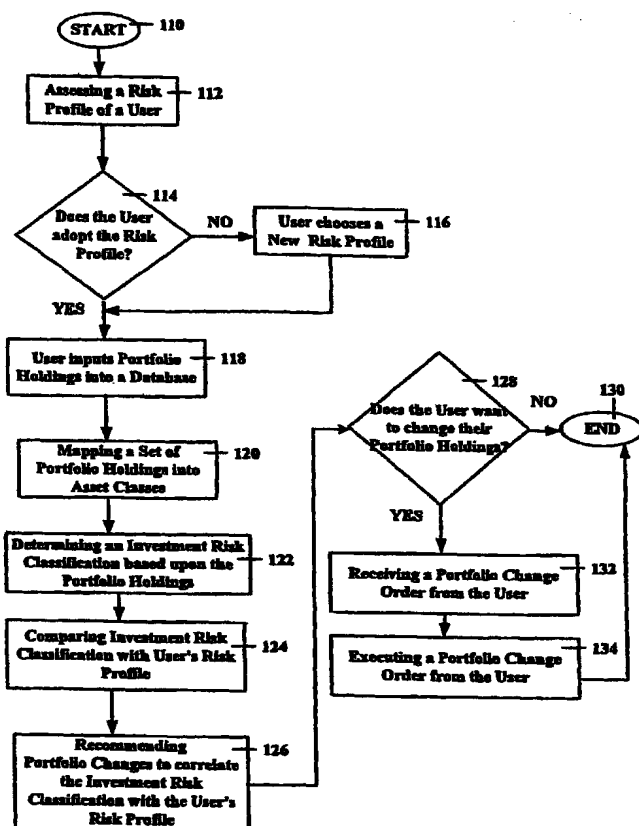 START
110
Assessing a Risk
Profile of a User
112
114
Does the User
adopt the Risk
Profile?
NO
User chooses a
New Risk Profile
116
YES
User inputs Portfolio
Holdings into a Database
118
Mapping a Set of
Portfolio Holdings into
Asset Classes
120
Determining an Investment Risk
Classification based upon the
Portfolio Holdings
122
Comparing Investment Risk
Classification with User's Risk
Profile
124
Recommending
Portfolio Changes to correlate
the Investment Risk
Classification with the User's
Risk Profile
126
128
Does the User want
to change their
Portfolio Holdings?
NO
130
END
YES
Receiving a Portfolio Change
Order from the User
132
Executing a Portfolio Change
Order from the User
134